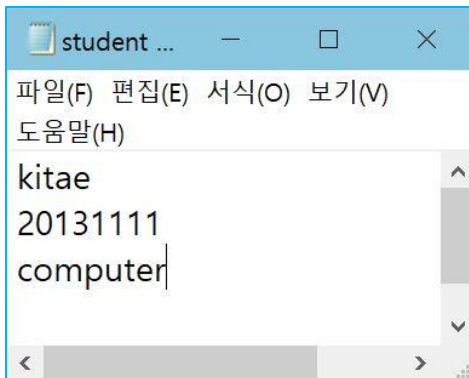 student ...
파일(F) 편집(E) 서식(O) 보기(V)
도움말(H)
kitae
20131111
computer